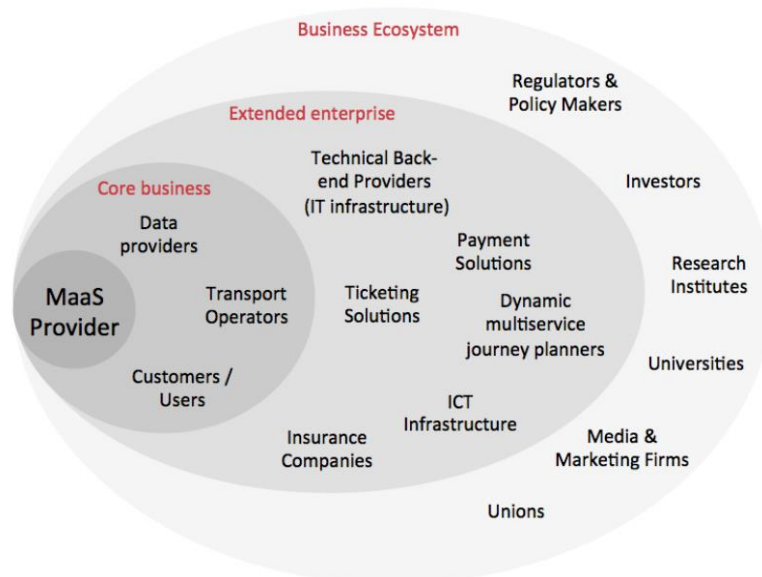 Business Ecosystem
Regulators &
Policy Makers
Extended enterprise
Technical Back-
end Providers
(IT infrastructure)
Investors
Core business
Data
providers
Payment
Solutions
Research
Institutes
MaaS
Provider
Transport
Operators
Ticketing
Solutions
Dynamic
multiservice
journey planners
Universities
Customers /
Users
ICT
Infrastructure
Insurance
Companies
Media &
Marketing Firms
Unions